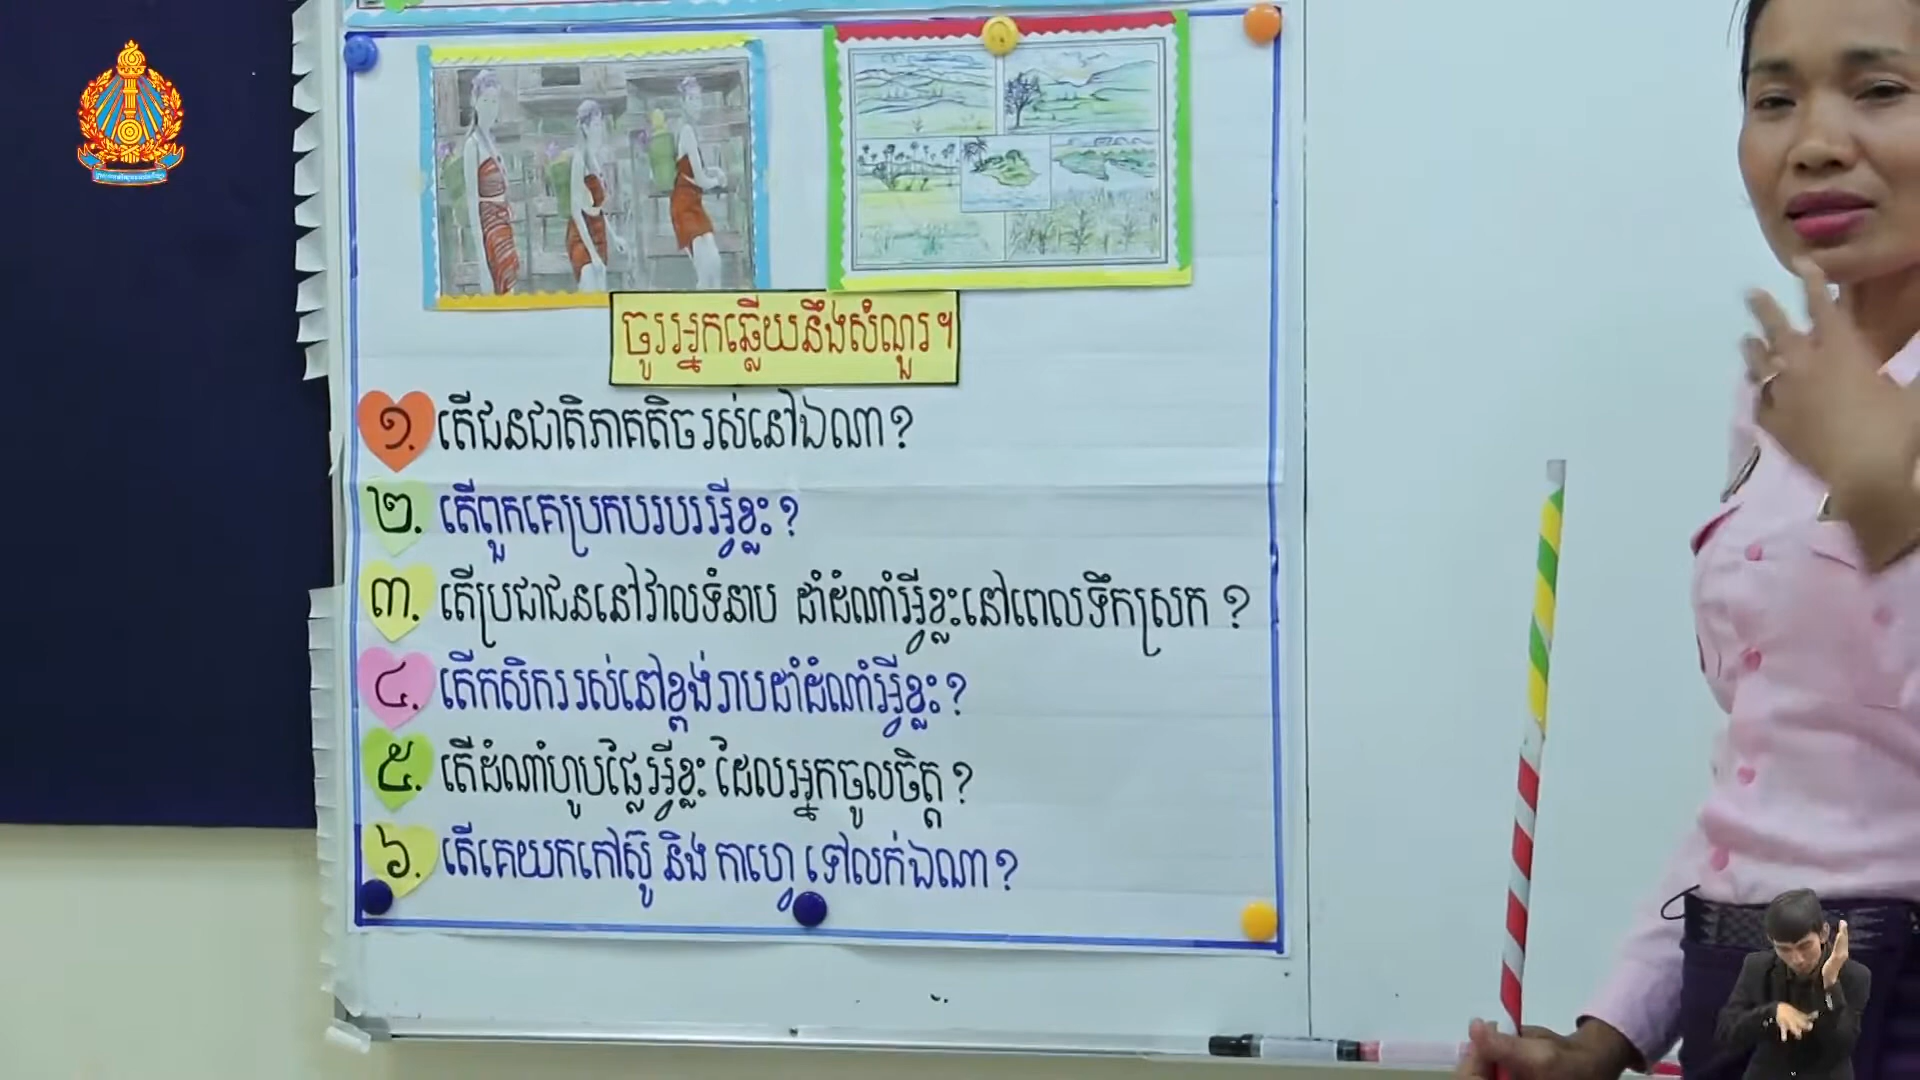 ចូរអ្នកឆ្លើយនឹងសំណួរ។
១. តើជនជាតិភាគតិចរស់នៅឯណា?
២. តើពួកគេប្រកបរបរអ្វីខ្លះ?
៣. តើប្រជាជននៅវាលទំនាប ដាំដំណាំអ្វីខ្លះនៅពេលទឹកស្រក ?
៤. តើកសិកររស់នៅខ្ពង់រាបដាំដំណាំអ្វីខ្លះ?
៥. តើដំណាំហូបផ្លែអ្វីខ្លះ ដែលអ្នកចូលចិត្ត ?
៦. តើគេយកកៅស៊ូ និង កាហ្វេ ទៅលក់ឯណា?